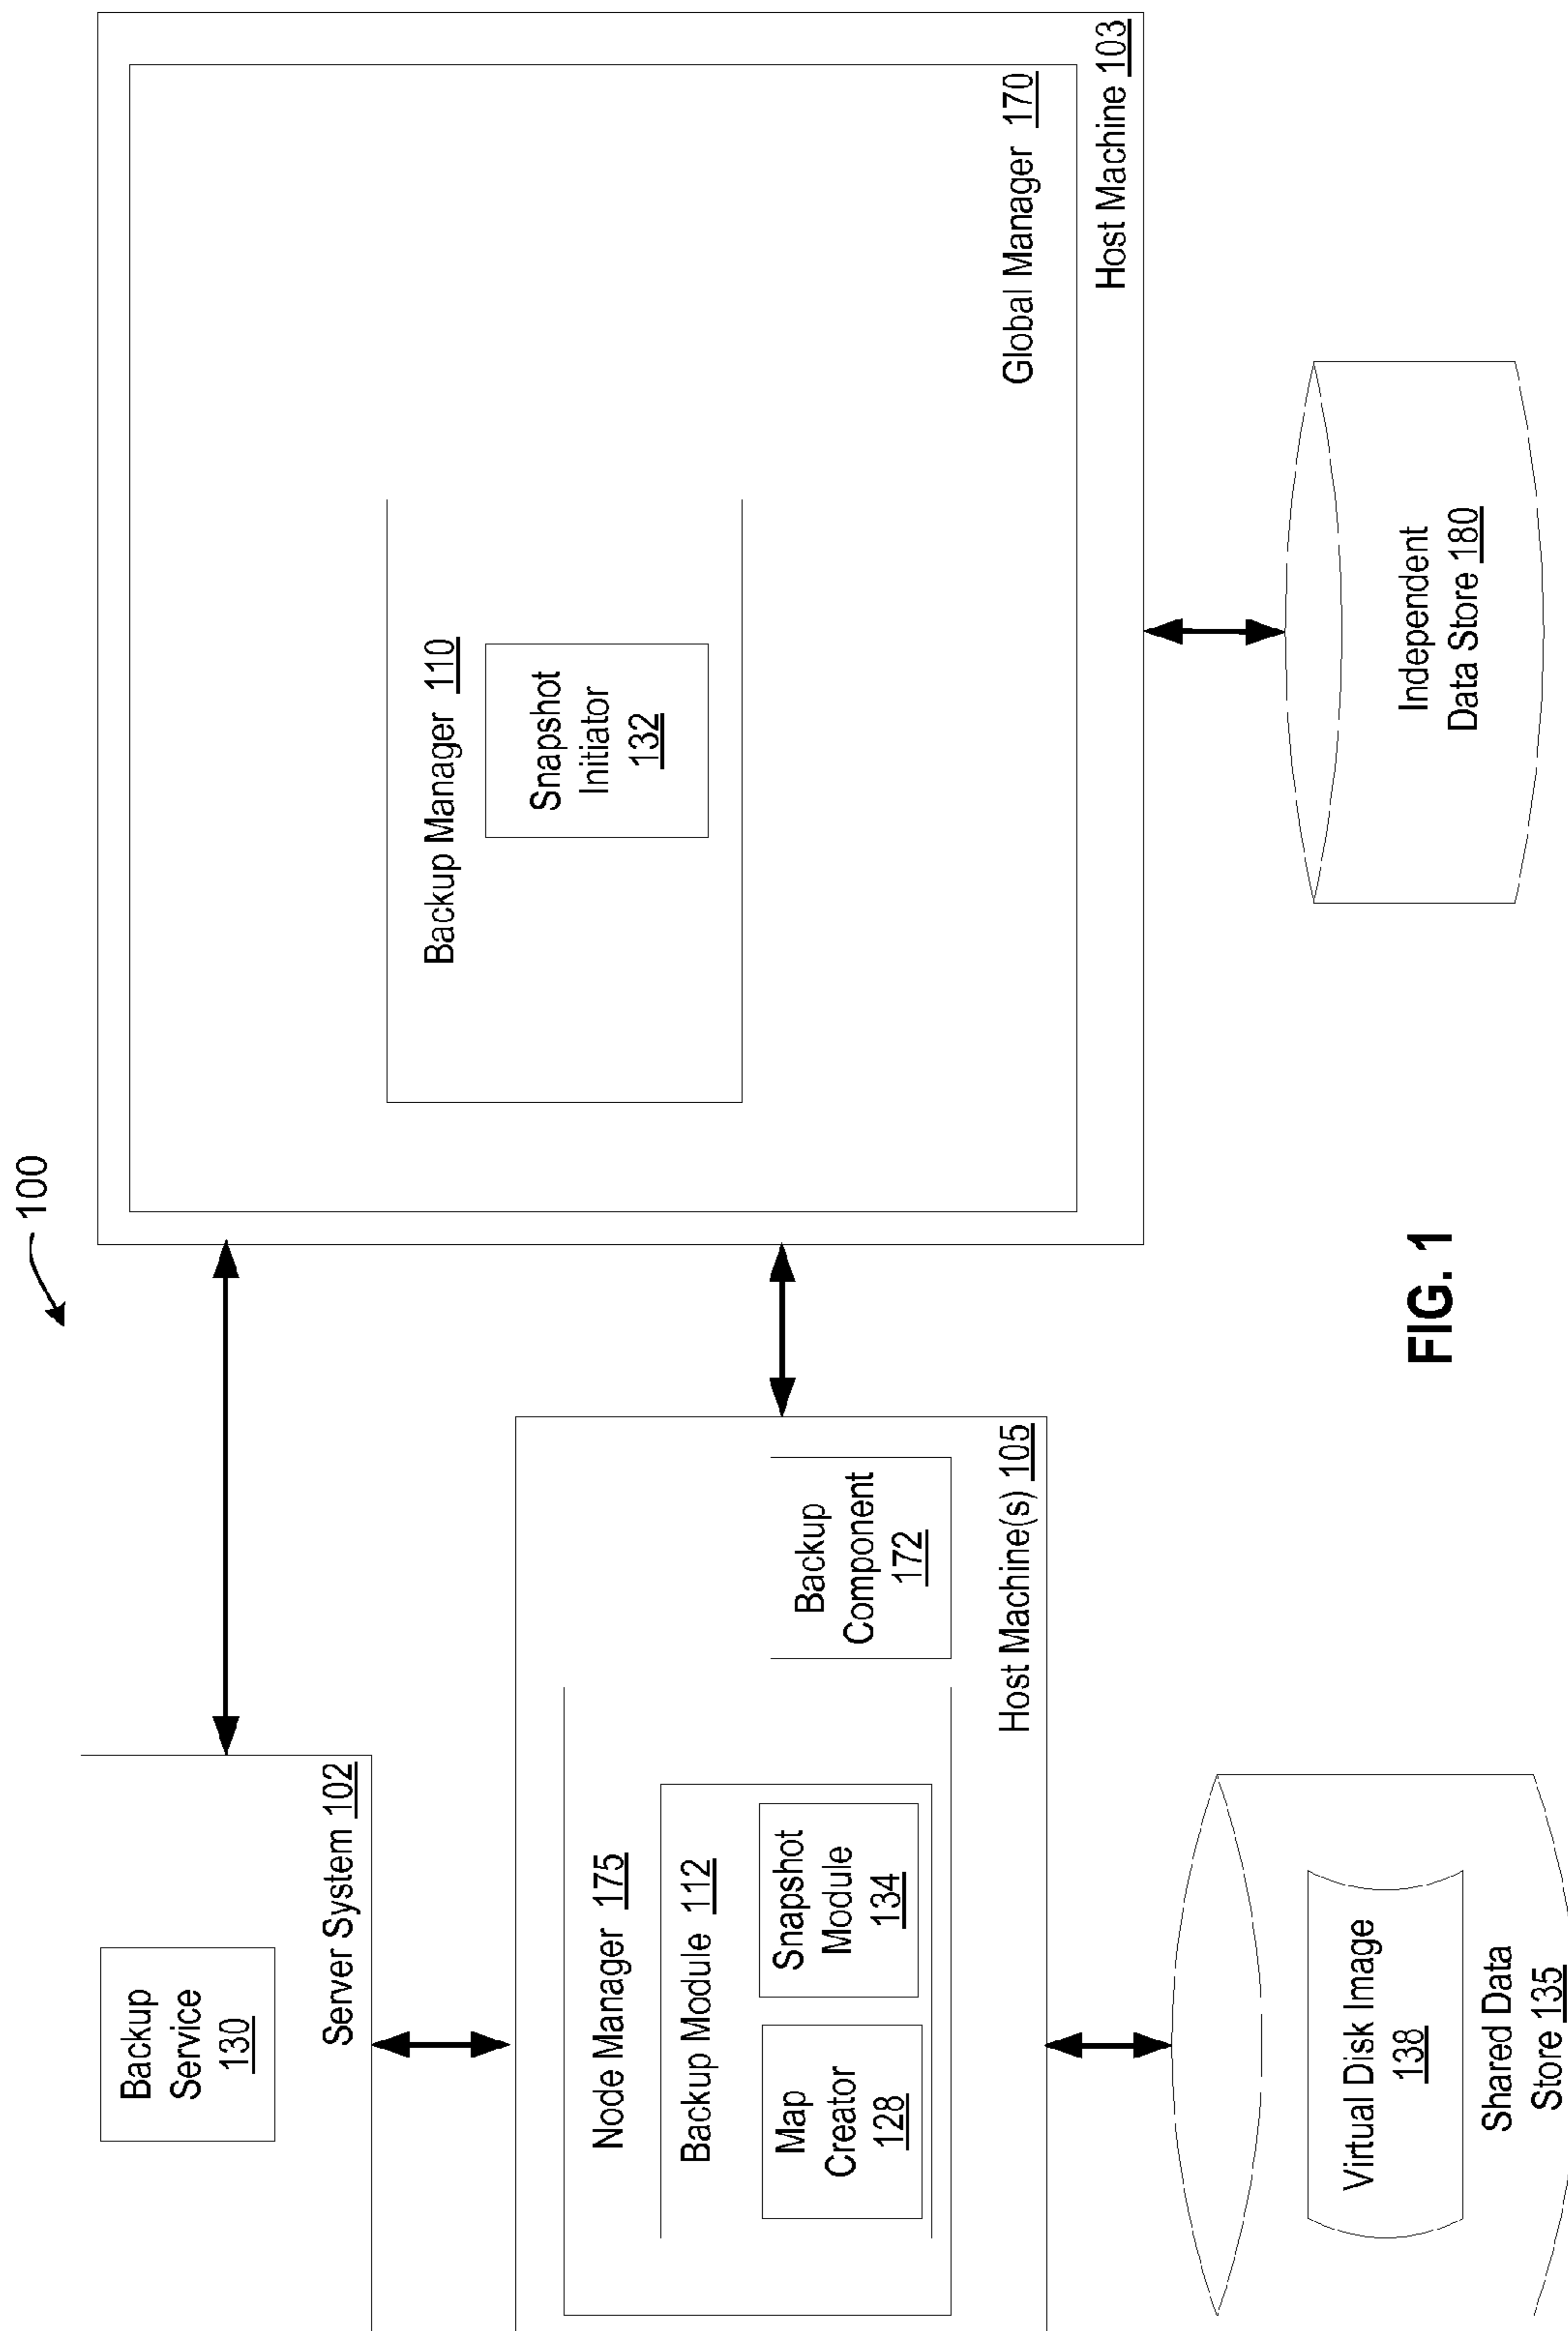 100
Backup
Service
130
Server System 102
Node Manager 175
Backup Module 112
Map
Creator
128
Snapshot
Module
134
Backup
Component
172
Host Machine(s) 105
Virtual Disk Image
138
Shared Data
Store 135
Backup Manager 110
Snapshot
Initiator
132
Global Manager 170
Host Machine 103
Independent
Data Store 180
FIG. 1